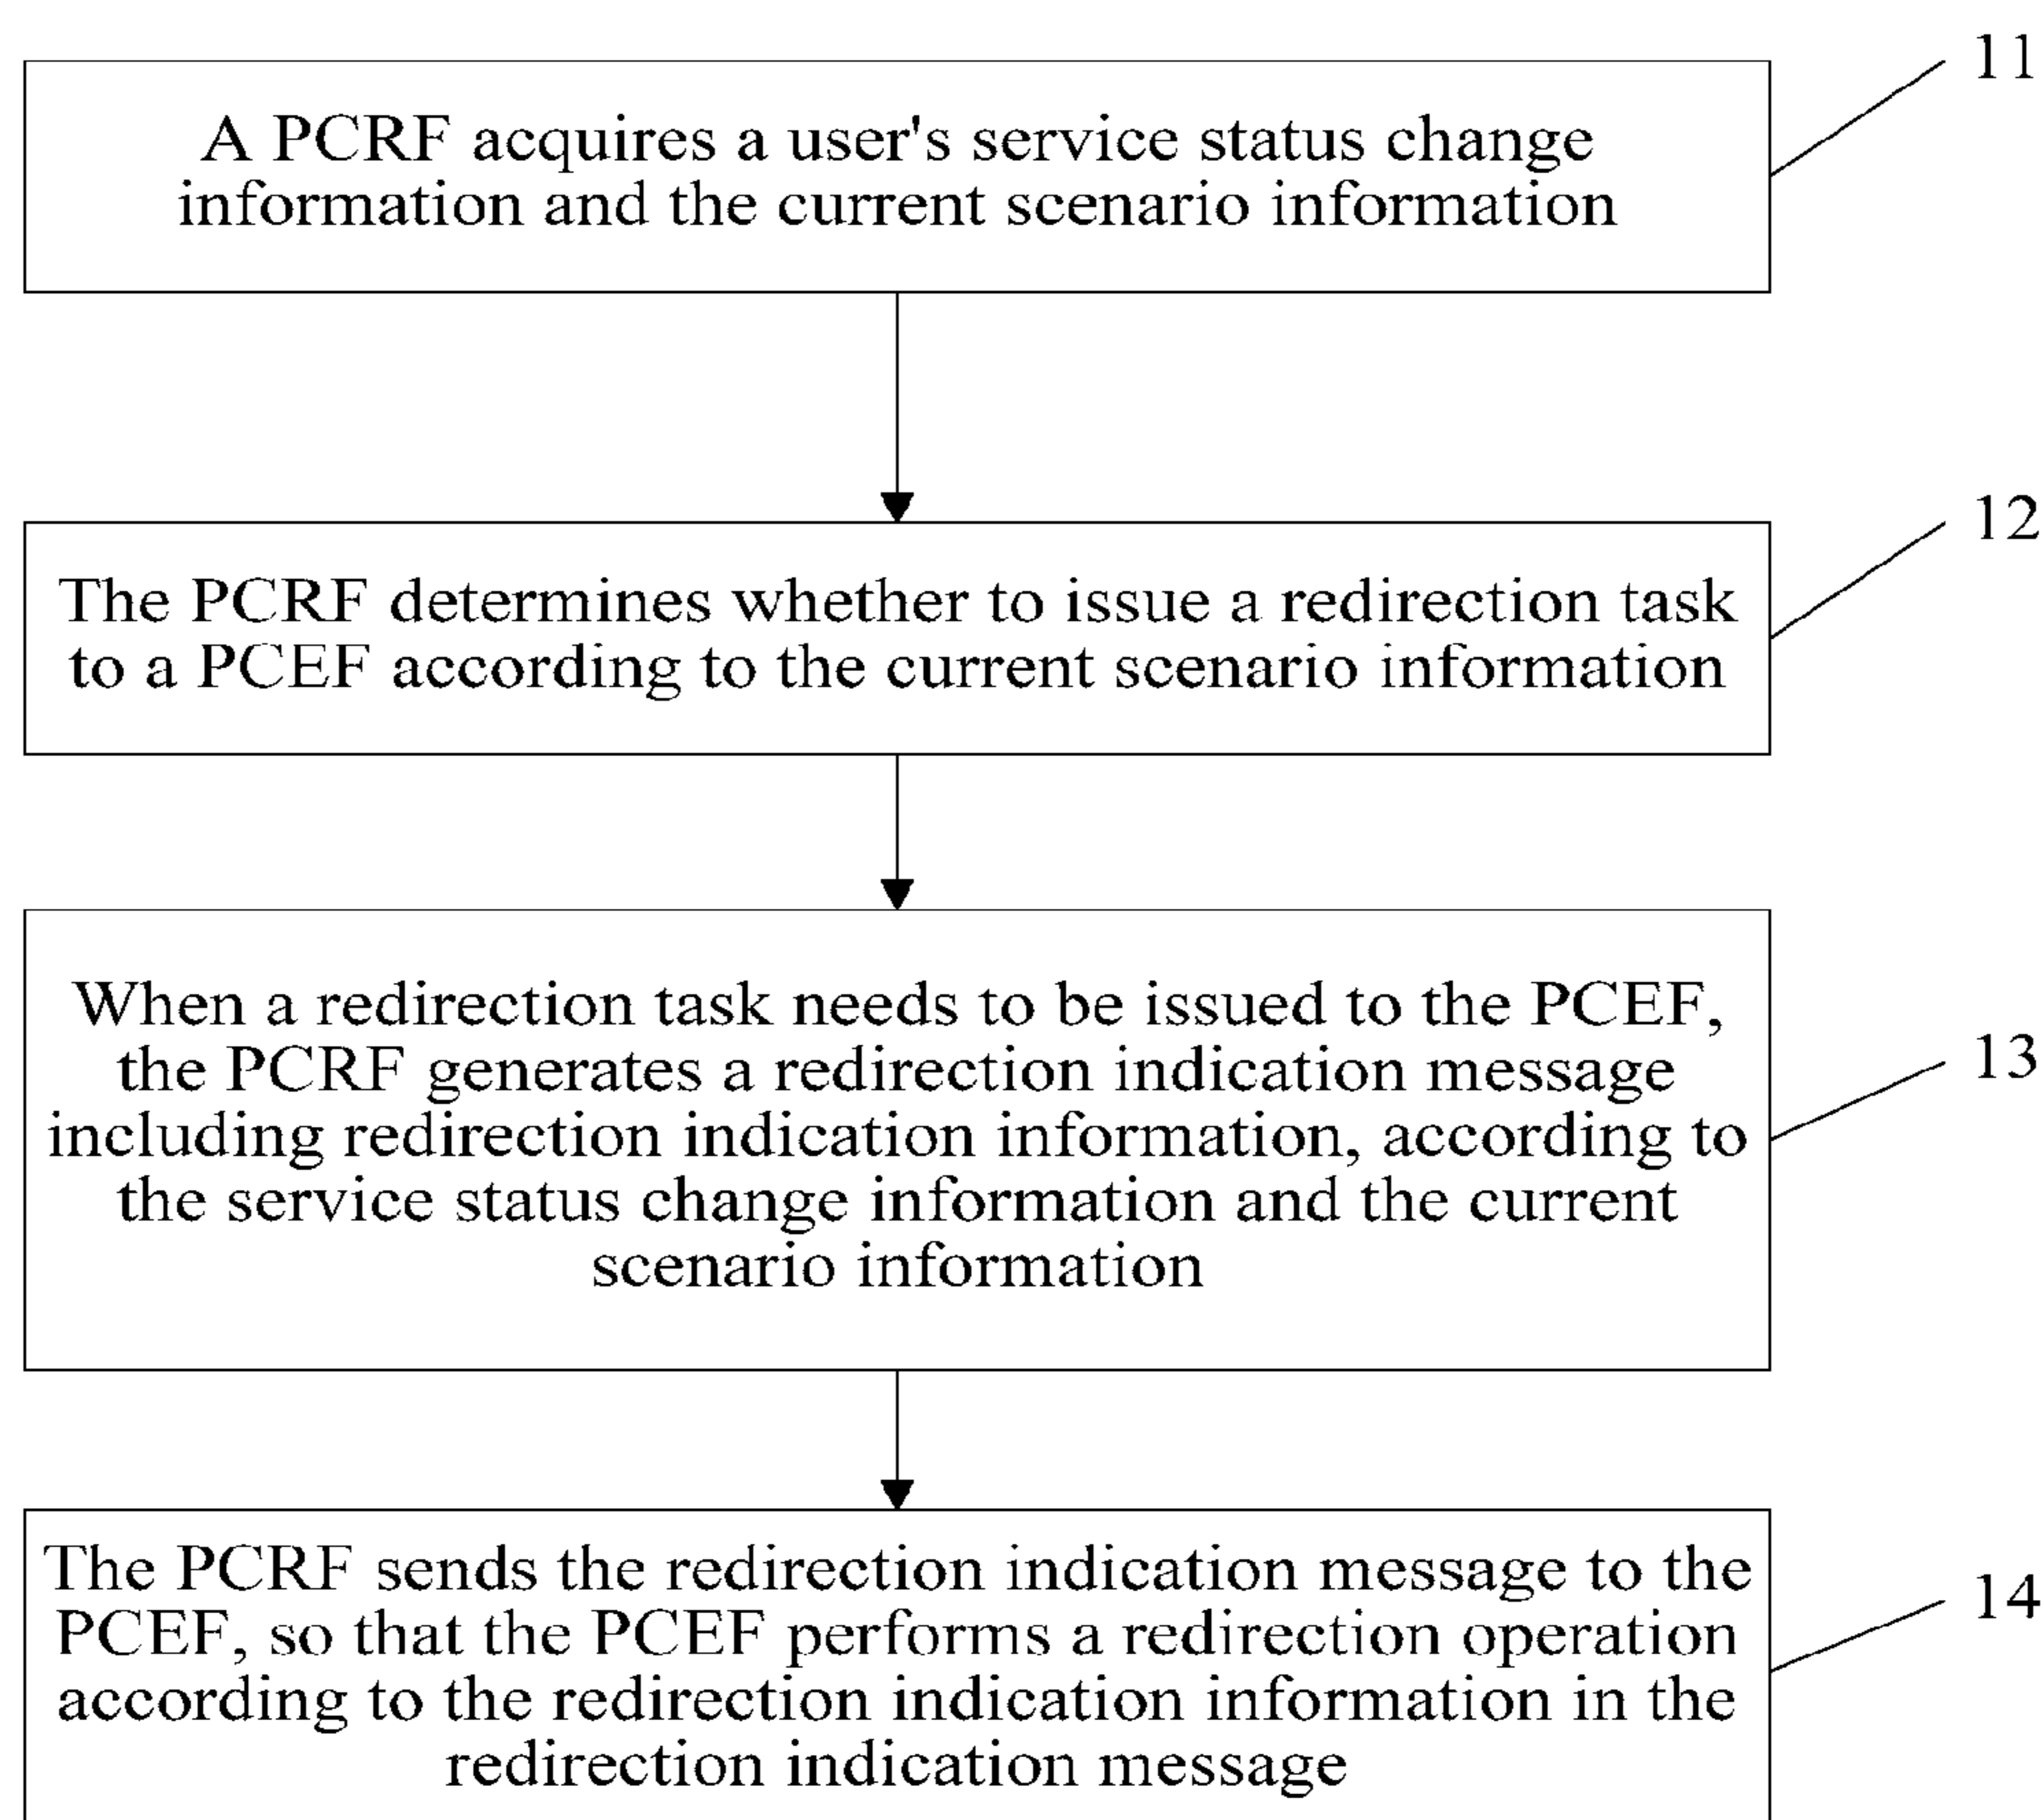 11
A PCRF acquires a user's service status change
information and the current scenario information
12
The PCRF determines whether to issue a redirection task
to a PCEF according to the current scenario information
13
When a redirection task needs to be issued to the PCEF,
the PCRF generates a redirection indication message
including redirection indication information, according to
the service status change information and the current
scenario information
14
The PCRF sends the redirection indication message to the
PCEF, so that the PCEF performs a redirection operation
according to the redirection indication information in the
redirection indication message